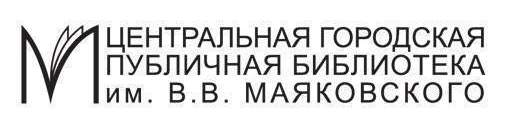 ЦЕНТРАЛЬНАЯ ГОРОДСКАЯ
ПУБЛИЧНАЯ БИБЛИОТЕКА
им. В.В. МАЯКОВСКОГО